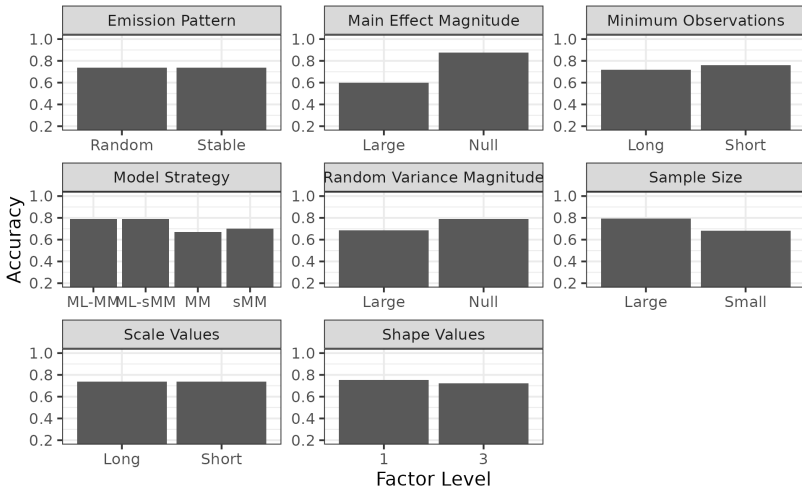 Emission Pattern
Main Effect Magnitude
Minimum Observations
1.0
0.8
0.6
0.4
0.2
1.0
0.8
0.6
0.4
0.2
1.0
0.8
0.6
0.4
0.2
Random Stable
Large Null
Long Short
Model Strategy
Random Variance Magnitude
Sample Size
Accuracy
1.0
0.8
0.6
0.4
0.2
1.0
0.8
0.6
0.4
0.2
1.0
0.8
0.6
0.4
0.2
ML-MM ML-sMM MM sMM
Large Null
Large Small
Scale Values
Shape Values
1.0
0.8
0.6
0.4
0.2
1.0
0.8
0.6
0.4
0.2
Long Short
1 3
Factor Level